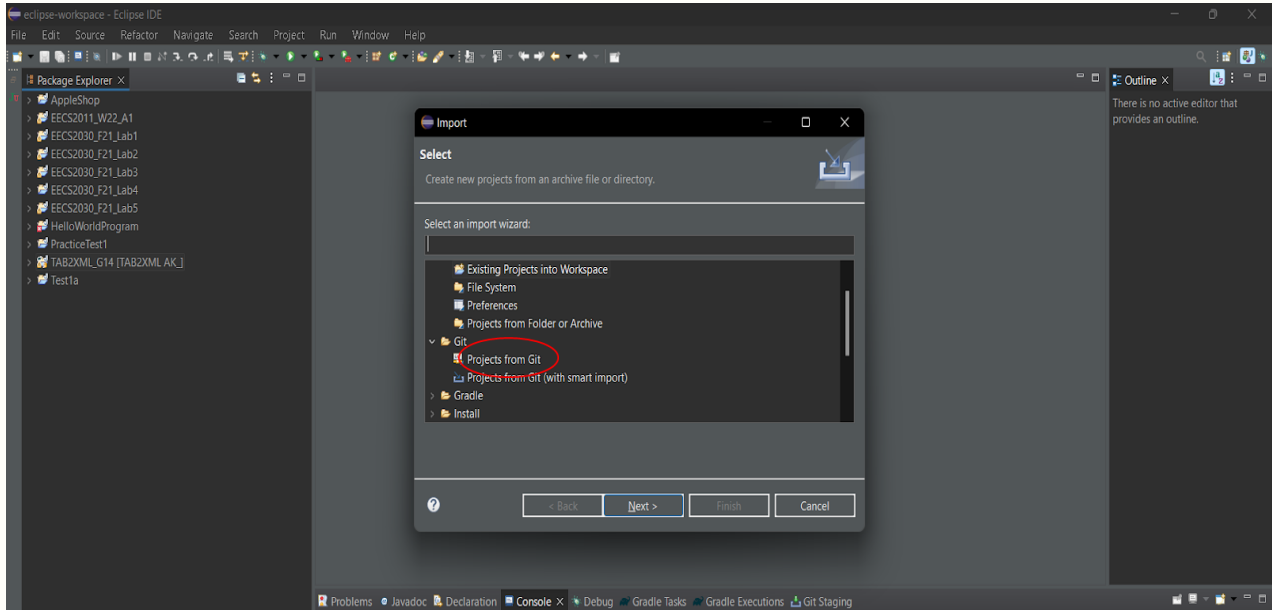 eclipse-workspace - Eclipse IDE
File Edit Source Refactor Navigate Search Project Run Window Help
Package Explorer
AppleShop
EECS2011_W22_A1
EECS2030_F21_Lab1
EECS2030_F21_Lab2
EECS2030_F21_Lab3
EECS2030_F21_Lab4
EECS2030_F21_Lab5
HelloWorldProgram
PracticeTest1
TAB2XML_G14 [TAB2XML AK_]
Test1a
Import
Select
Create new projects from an archive file or directory.
Select an import wizard:
Existing Projects into Workspace
File System
Preferences
Projects from Folder or Archive
Git
Projects from Git
Projects from Git (with smart import)
Gradle
Install
< Back Next > Finish Cancel
Outline
There is no active editor that
provides an outline.
Problems Javadoc Declaration Console Debug Gradle Tasks Gradle Executions Git Staging